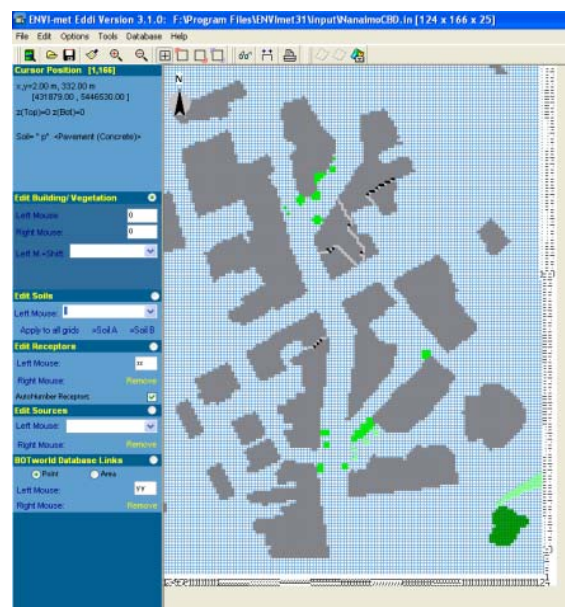 ENVI-met Eddi Version 3.1.0: F:\Program Files\ENVImet31\input\NanaimoCBD.in [124 x 166 x 25]
File Edit Options Tools Database Help
Cursor Position [1,166]
x,y=2.00 m, 332.00 m
[431879.00 , 5446530.00 ]
z(Top)=0 z(Bot)=0
Soil= " p" <Pavement (Concrete)>
N
Edit Building/ Vegetation
Left Mouse 0
Right Mouse: 0
Left M.+Shift:
Edit Soils
Left Mouse:
Apply to all grids »Soil A »Soil B
Edit Receptors
Left Mouse: xx
Right Mouse: Remove
AutoNumber Receptors
Edit Sources
Left Mouse:
Right Mouse: Remove
BOTworld Database Links
Point Area
Left Mouse: yy
Right Mouse: Remove